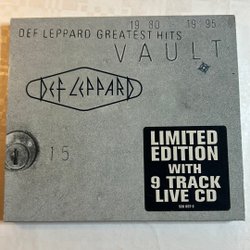 19 80 - 19 95
DEF LEPPARD GREATEST HITS
VAULT
DEF LEPPARD
15
LIMITED
EDITION
WITH
9 TRACK
LIVE CD